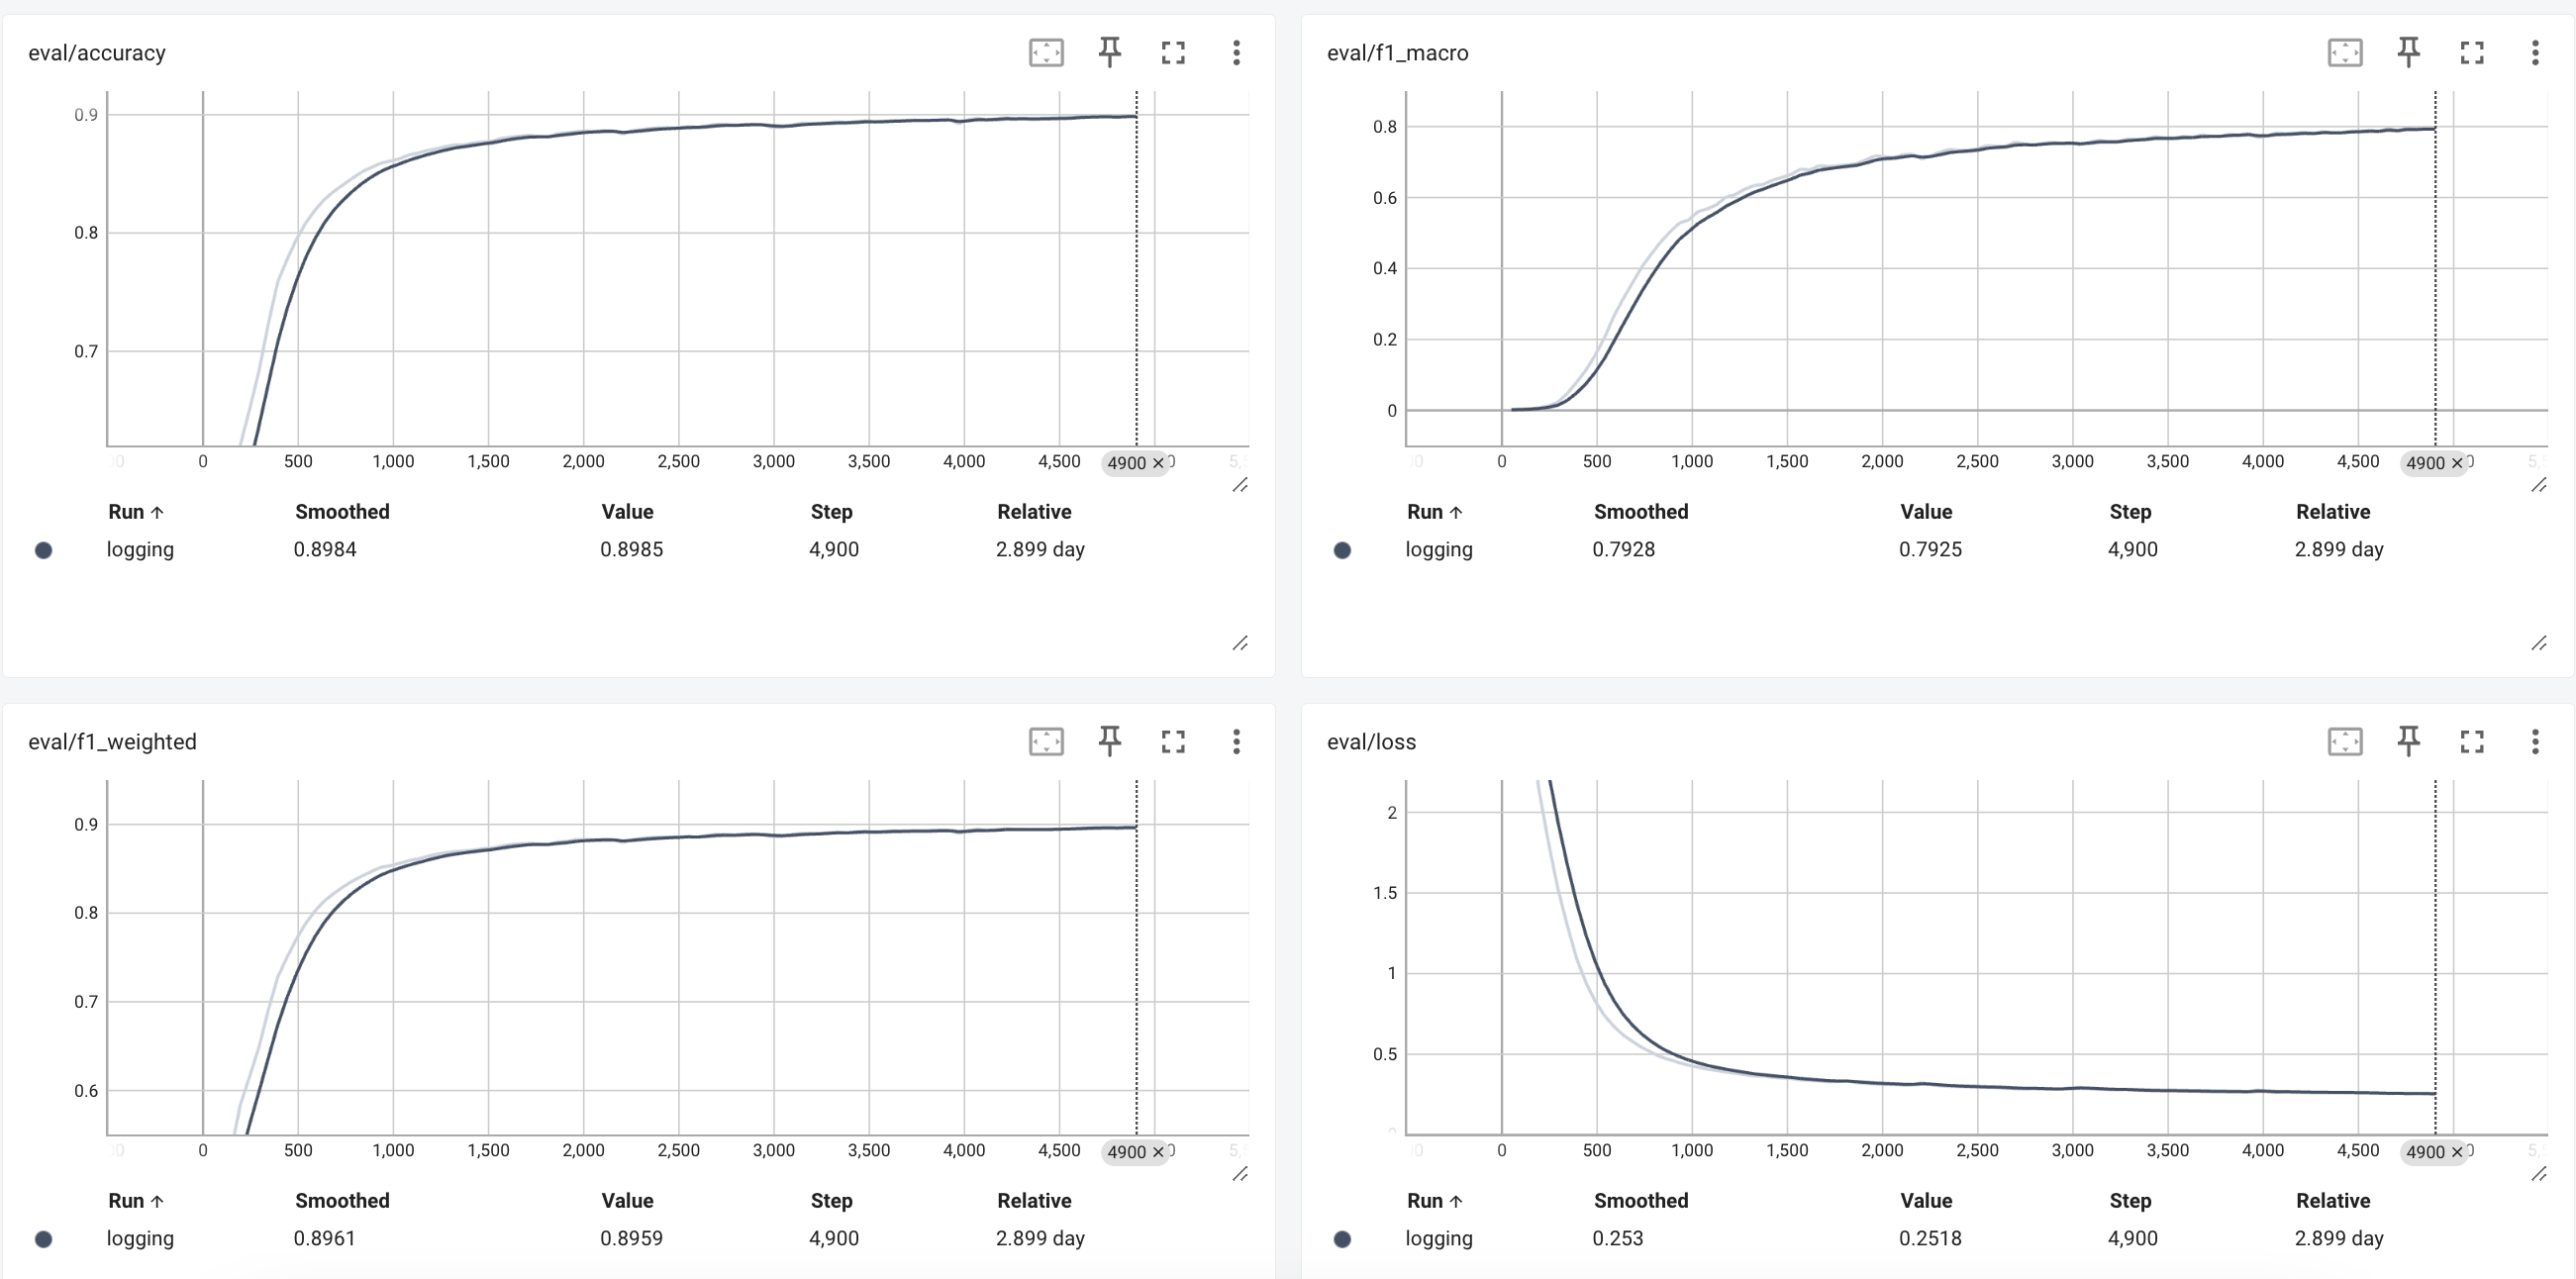 eval/accuracy
0.9
0.8
0.7
0 500 1,000 1,500 2,000 2,500 3,000 3,500 4,000 4,500 4900 ×
Run ↑ Smoothed Value Step Relative
logging 0.8984 0.8985 4,900 2.899 day
eval/f1_macro
0.8
0.6
0.4
0.2
0
0 500 1,000 1,500 2,000 2,500 3,000 3,500 4,000 4,500 4900 ×
Run ↑ Smoothed Value Step Relative
logging 0.7928 0.7925 4,900 2.899 day
eval/f1_weighted
0.9
0.8
0.7
0.6
0 500 1,000 1,500 2,000 2,500 3,000 3,500 4,000 4,500 4900 ×
Run ↑ Smoothed Value Step Relative
logging 0.8961 0.8959 4,900 2.899 day
eval/loss
2
1.5
1
0.5
0 500 1,000 1,500 2,000 2,500 3,000 3,500 4,000 4,500 4900 ×
Run ↑ Smoothed Value Step Relative
logging 0.253 0.2518 4,900 2.899 day